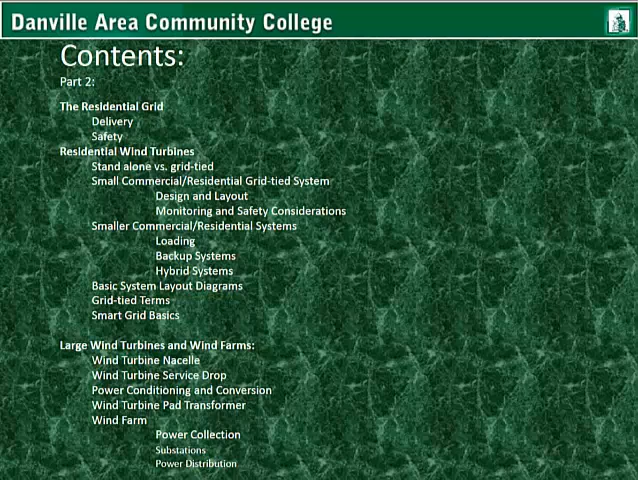 Danville Area Community College
Contents:
Part 2:
The Residential Grid
Delivery
Safety
Residential Wind Turbines
Stand alone vs. grid-tied
Small Commercial/Residential Grid-tied System
Design and Layout
Monitoring and Safety Considerations
Smaller Commercial/Residential Systems
Loading
Backup Systems
Hybrid Systems
Basic System Layout Diagrams
Grid-tied Terms
Smart Grid Basics
Large Wind Turbines and Wind Farms:
Wind Turbine Nacelle
Wind Turbine Service Drop
Power Conditioning and Conversion
Wind Turbine Pad Transformer
Wind Farm
Power Collection
Substations
Power Distribution